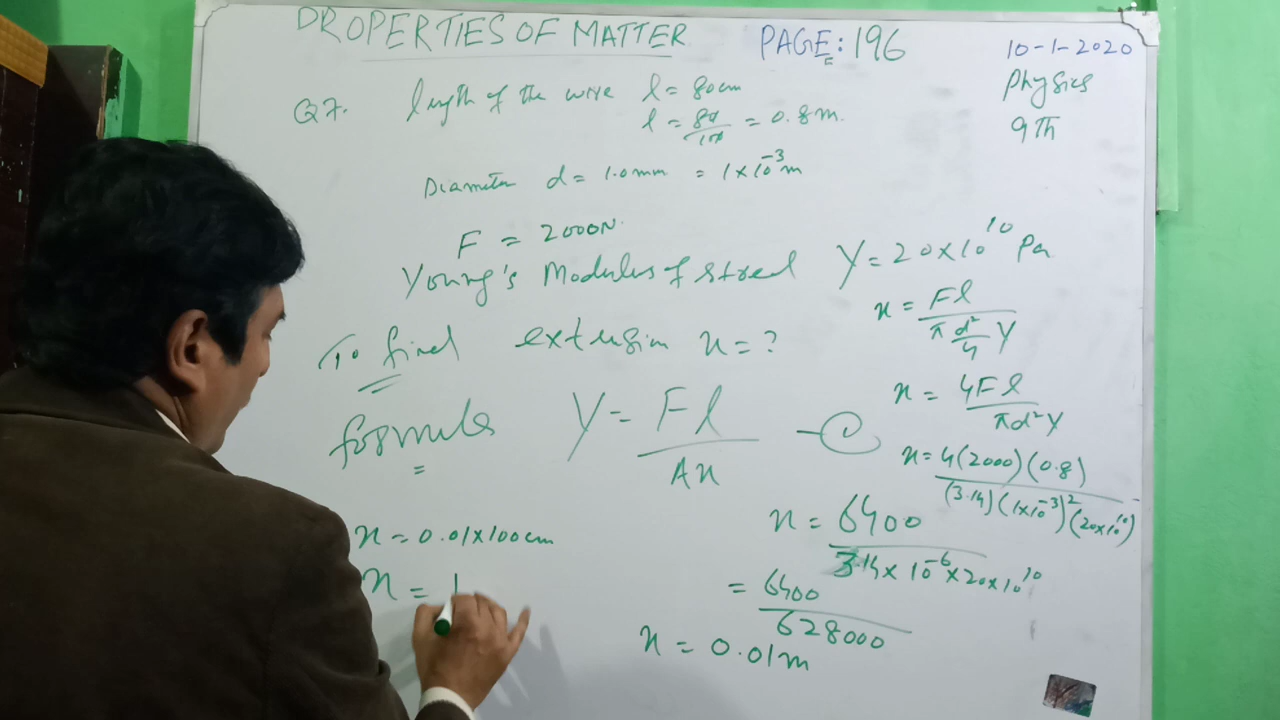 PROPERTIES OF MATTER PAGE: 196
10-1-2020
Physics
9Th
Q7. length of the wire l = 80cm
l = 80/100 = 0.8m.
Diameter d = 1.0mm = 1×10⁻³m
F = 2000N.
Young's Modulus of steel Y = 20×10¹⁰ Pa
To find extension x = ?
formula Y = Fl/Ax
x = Fl/(π d²/4 Y)
x = 4Fl/πd²Y
x = 4(2000)(0.8)/(3.14)(1×10⁻³)²(20×10¹⁰)
x = 6400/3.14×10⁻⁶×20×10¹⁰
= 6400/628000
x = 0.01m
x = 0.01×100cm
x = 1